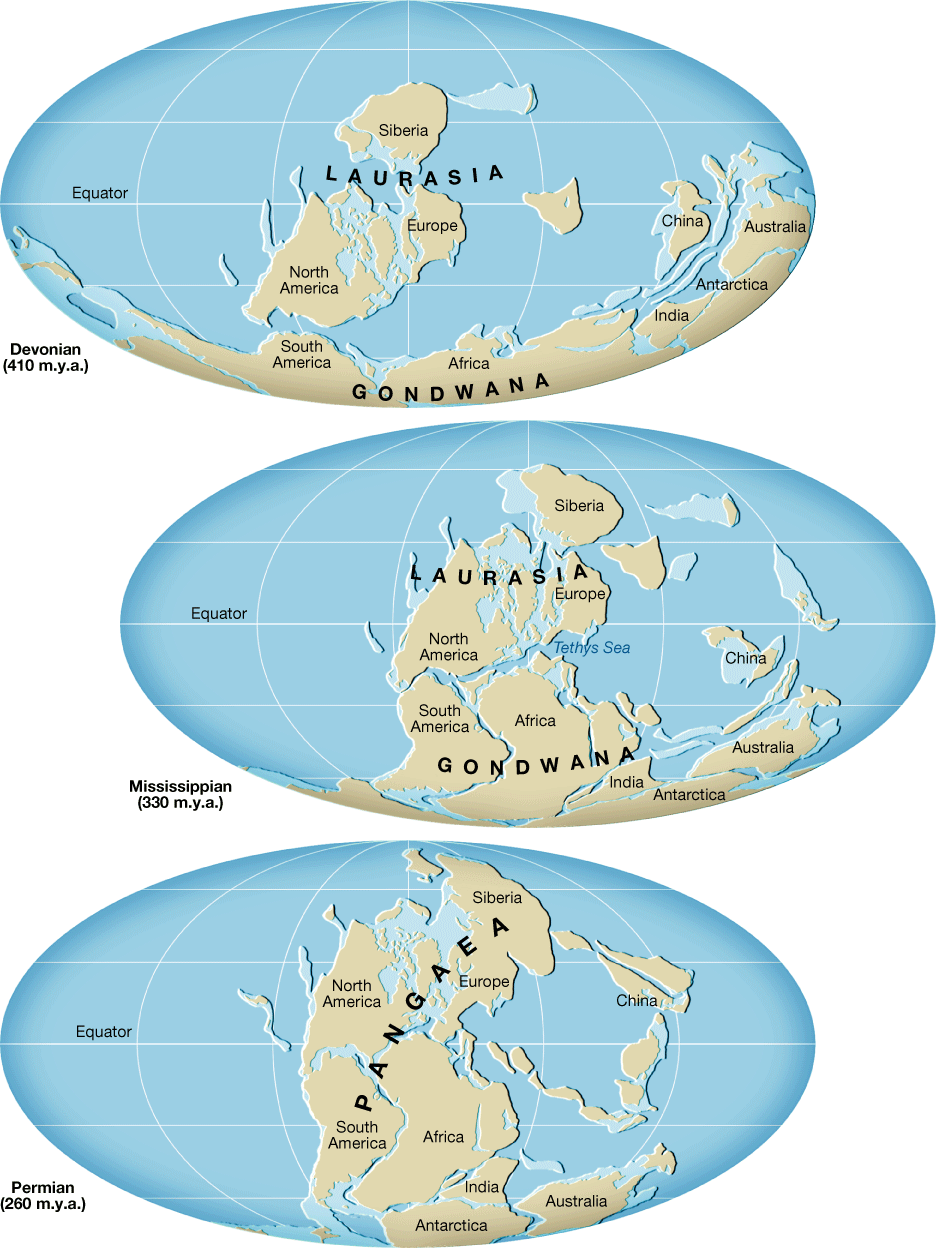 Siberia
LAURASIA
Equator
Europe
China
Australia
North
America
Antarctica
India
South
America
Africa
Devonian
(410 m.y.a.)
GONDWANA
Siberia
LAURASIA
Europe
Equator
North
America
Tethys Sea
China
South
America
Africa
Australia
GONDWANA
India
Antarctica
Mississippian
(330 m.y.a.)
Siberia
PANGAEA
North
America
Europe
China
Equator
South
America
Africa
India
Australia
Antarctica
Permian
(260 m.y.a.)